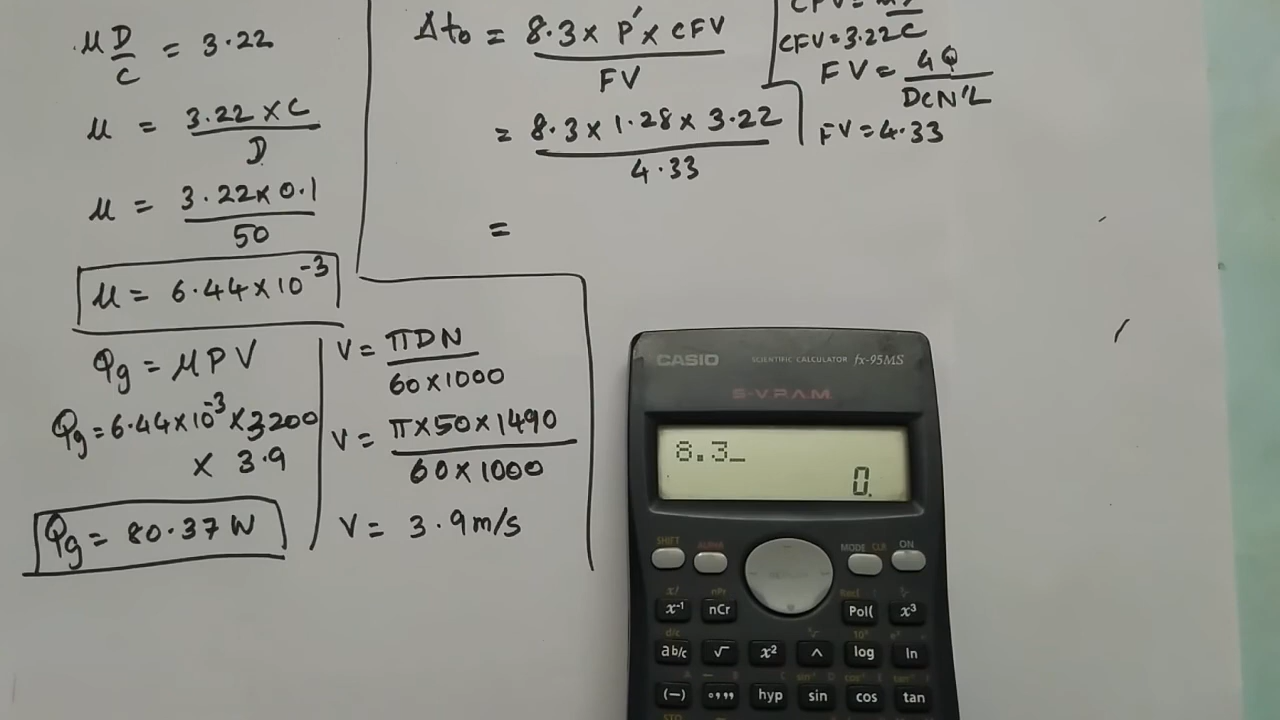 μ D/C = 3.22
μ = 3.22 × C / D
μ = 3.22 × 0.1 / 50
μ = 6.44 × 10⁻³
Qg = μ P V
Qg = 6.44 × 10⁻³ × 3200
× 3.9
Qg = 80.37 W
V = πDN / 60 × 1000
V = π × 50 × 1490 / 60 × 1000
V = 3.9 m/s
Δto = 8.3 × P' × CFV / FV
= 8.3 × 1.28 × 3.22 / 4.33
=
CFV = 3.22
FV = 4Q / DCN'L
FV = 4.33
CASIO SCIENTIFIC CALCULATOR fx-95MS
S-V.P.A.M.
8.3_
0.
SHIFT ALPHA MODE CLR ON
x! nPr
x⁻¹ nCr Pol( x³
d/c
ab/c √ x² ^ log ln
(−) °,,, hyp sin cos tan
STO